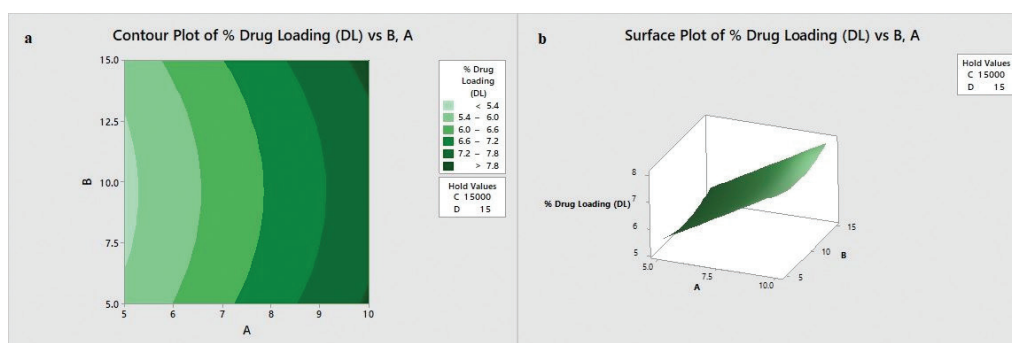 a
Contour Plot of % Drug Loading (DL) vs B, A
15.0
12.5
10.0
7.5
5.0
B
5 6 7 8 9 10
A
% Drug
Loading
(DL)
< 5.4
5.4 – 6.0
6.0 – 6.6
6.6 – 7.2
7.2 – 7.8
> 7.8
Hold Values
C 15000
D 15
b
Surface Plot of % Drug Loading (DL) vs B, A
Hold Values
C 15000
D 15
8
7
6
5
% Drug Loading (DL)
5.0
7.5
10.0
A
5
10
15
B